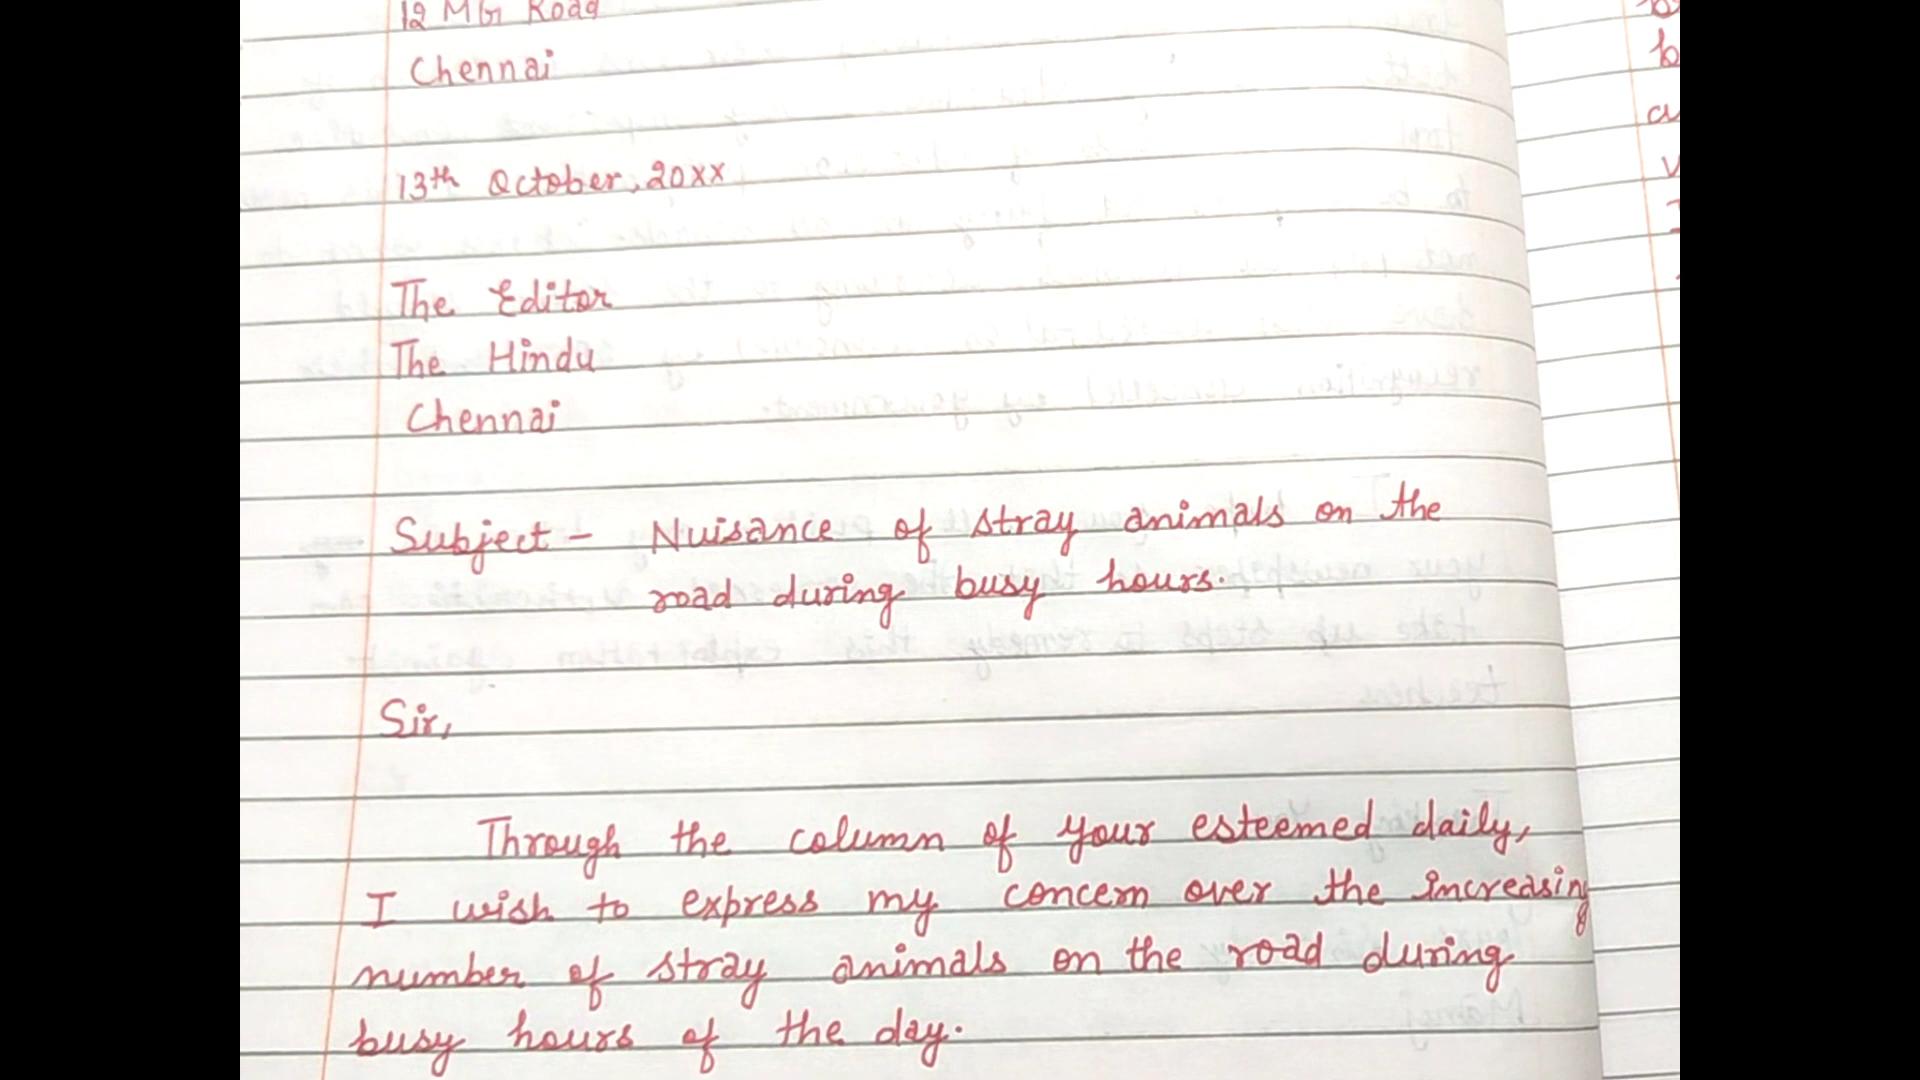 12 MG Road
Chennai
13th October, 20xx
The Editor
The Hindu
Chennai
Subject - Nuisance of stray animals on the
road during busy hours.
Sir,
Through the column of your esteemed daily,
I wish to express my concern over the increasing
number of stray animals on the road during
busy hours of the day.